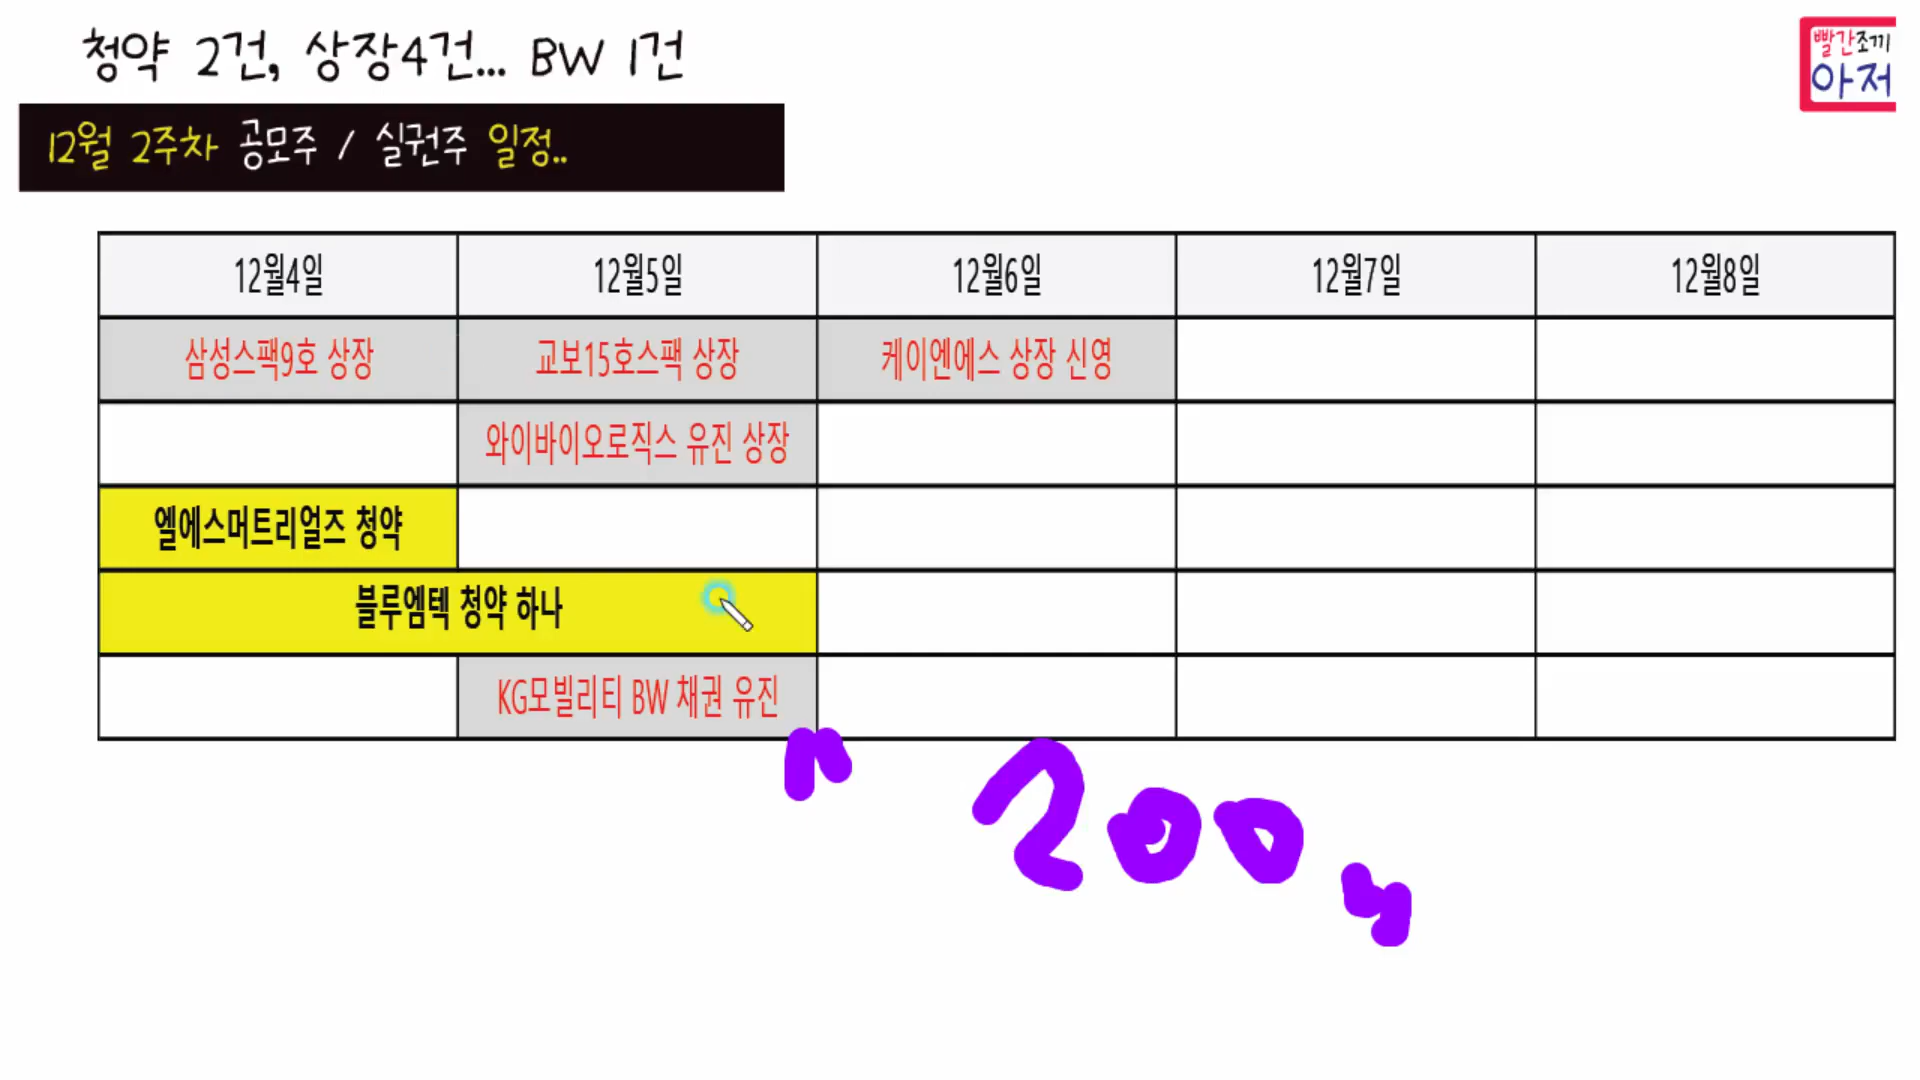 청약 2건, 상장4건... BW 1건
빨간조끼
아저
12월 2주차 공모주 / 실권주 일정..
12월4일 12월5일 12월6일 12월7일 12월8일
삼성스팩9호 상장 교보15호스팩 상장 케이엔에스 상장 신영
와이바이오로직스 유진 상장
엘에스머트리얼즈 청약
블루엠텍 청약 하나
KG모빌리티 BW 채권 유진
200